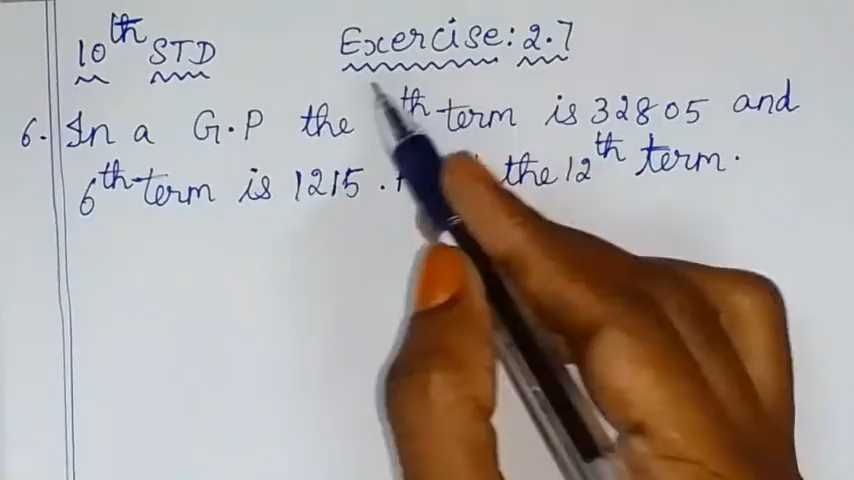 10th STD Exercise: 2.7
6. In a G.P the th term is 32805 and
6th term is 1215. the 12th term.